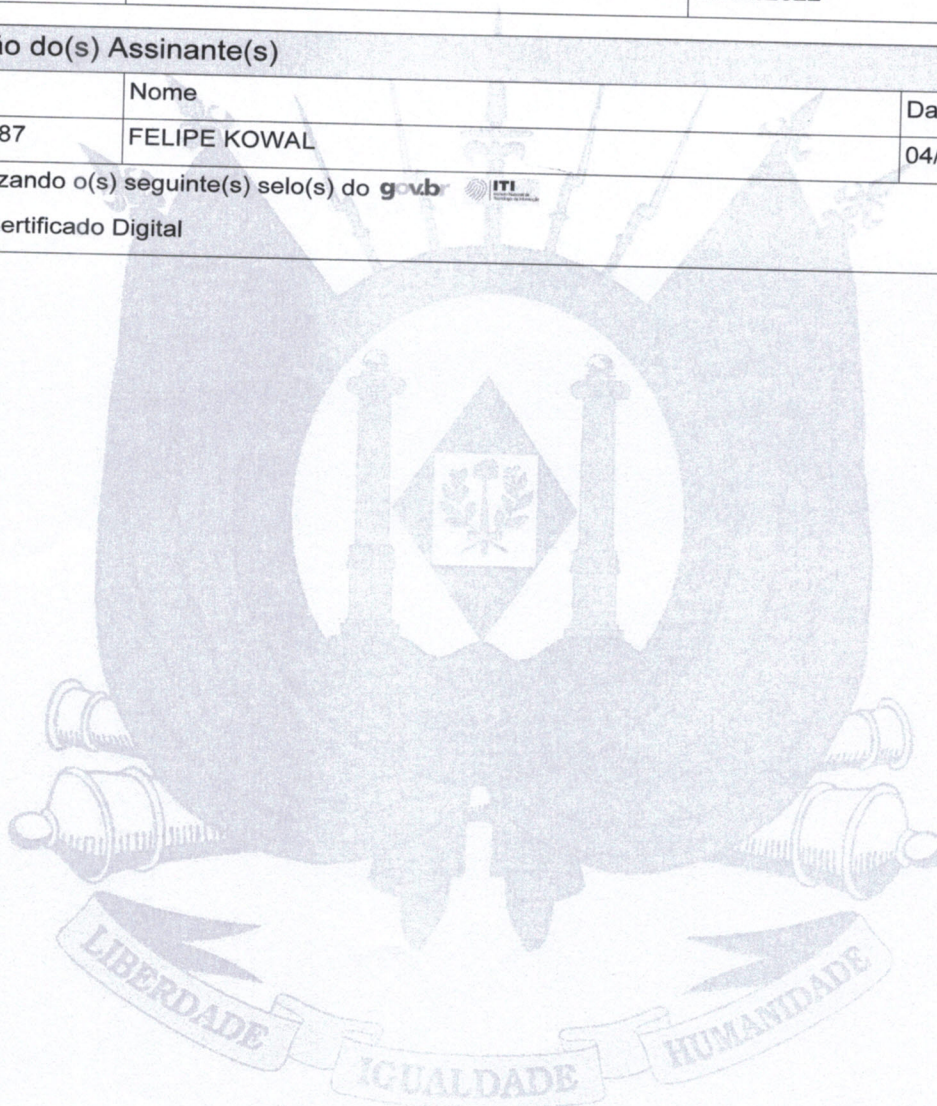 io do(s) Assinante(s)
Nome
Da
87
FELIPE KOWAL
04/
zando o(s) seguinte(s) selo(s) do gov.br ITI
ertificado Digital
LIBERDADE
IGUALDADE
HUMANIDADE